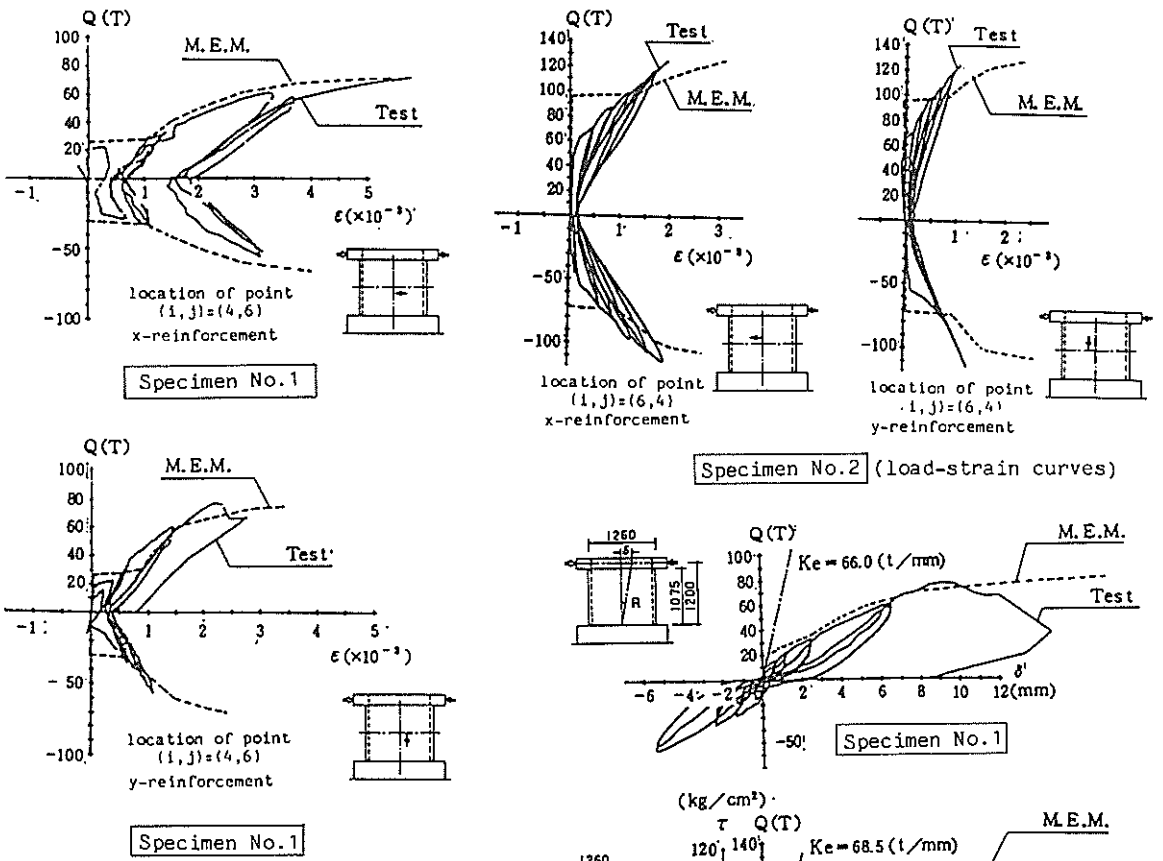 Q(T)
100
80
60
40
20
-50
-100
-1
1
2
3
4
5
ε(×10⁻³)
M.E.M.
Test
location of point
(i,j)=(4,6)
x-reinforcement
Specimen No.1
Q(T)
140
120
100
80
60
40
20
-50
-100
-1
1
2
3
ε(×10⁻³)
Test
M.E.M.
location of point
(i,j)=(6,4)
x-reinforcement
Q(T)
140
120
100
80
60
40
20
-50
-100
1
2
ε(×10⁻³)
Test
M.E.M.
location of point
i,j)=(6,4)
y-reinforcement
Specimen No.2 (load-strain curves)
Q(T)
100
80
60
40
20
-50
-100
-1
1
2
3
4
5
ε(×10⁻³)
M.E.M.
Test
location of point
(i,j)=(4,6)
y-reinforcement
Specimen No.1
1260
δ
R
1075
1200
Q(T)
100
80
60
40
20
-50
-6
-4
-2
2
4
6
8
10
12(mm)
δ
Ke=66.0(t/mm)
M.E.M.
Test
Specimen No.1
(kg/cm²)
τ Q(T)
120 140
Ke=68.5(t/mm)
M.E.M.
1260